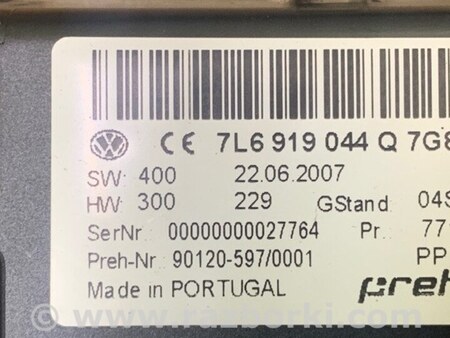 CE 7L6 919 044 Q 7G8
SW: 400 22.06.2007
HW: 300 229 GStand: 04S
SerNr 00000000027764 Pr.: 77
Preh-Nr. 90120-597/0001 PP
Made in PORTUGAL preh
www.razborki.com